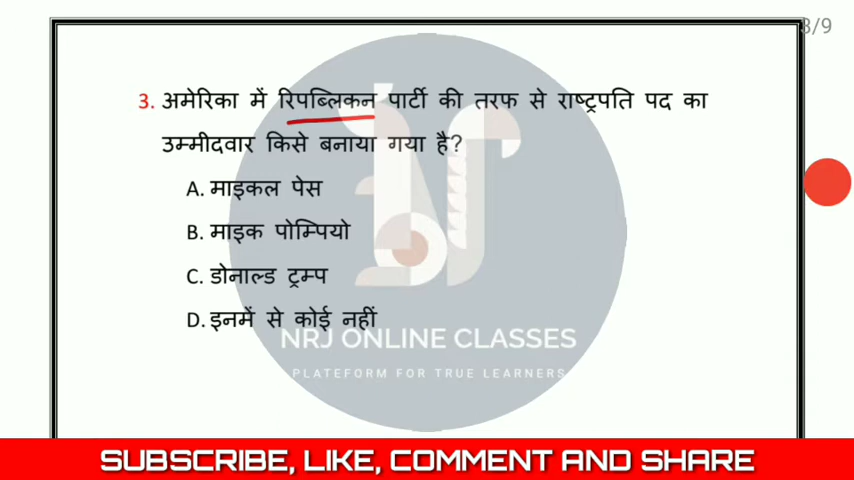 3/9
3. अमेरिका में रिपब्लिकन पार्टी की तरफ से राष्ट्रपति पद का
उम्मीदवार किसे बनाया गया है?
A. माइकल पेस
B. माइक पोम्पियो
C. डोनाल्ड ट्रम्प
D. इनमें से कोई नहीं
NRJ ONLINE CLASSES
PLATEFORM FOR TRUE LEARNERS
SUBSCRIBE, LIKE, COMMENT AND SHARE